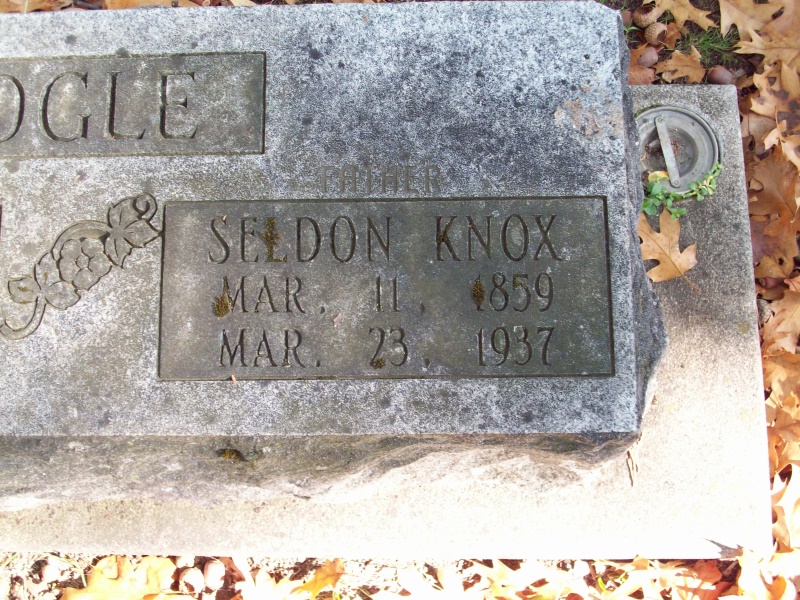 OGLE
FATHER
SELDON KNOX
MAR. 11, 1859
MAR. 23, 1937